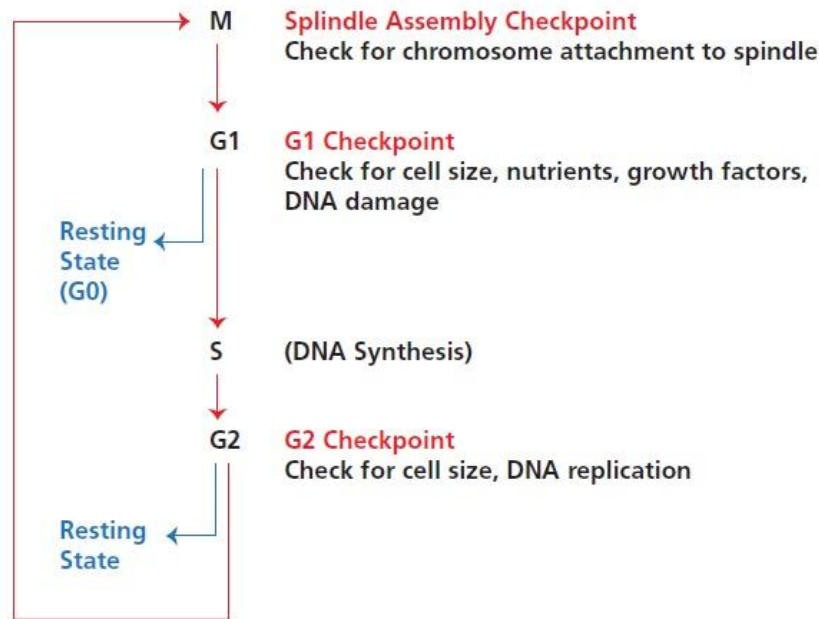 M Splindle Assembly Checkpoint
Check for chromosome attachment to spindle
G1 G1 Checkpoint
Check for cell size, nutrients, growth factors,
DNA damage
Resting
State
(G0)
S (DNA Synthesis)
G2 G2 Checkpoint
Check for cell size, DNA replication
Resting
State